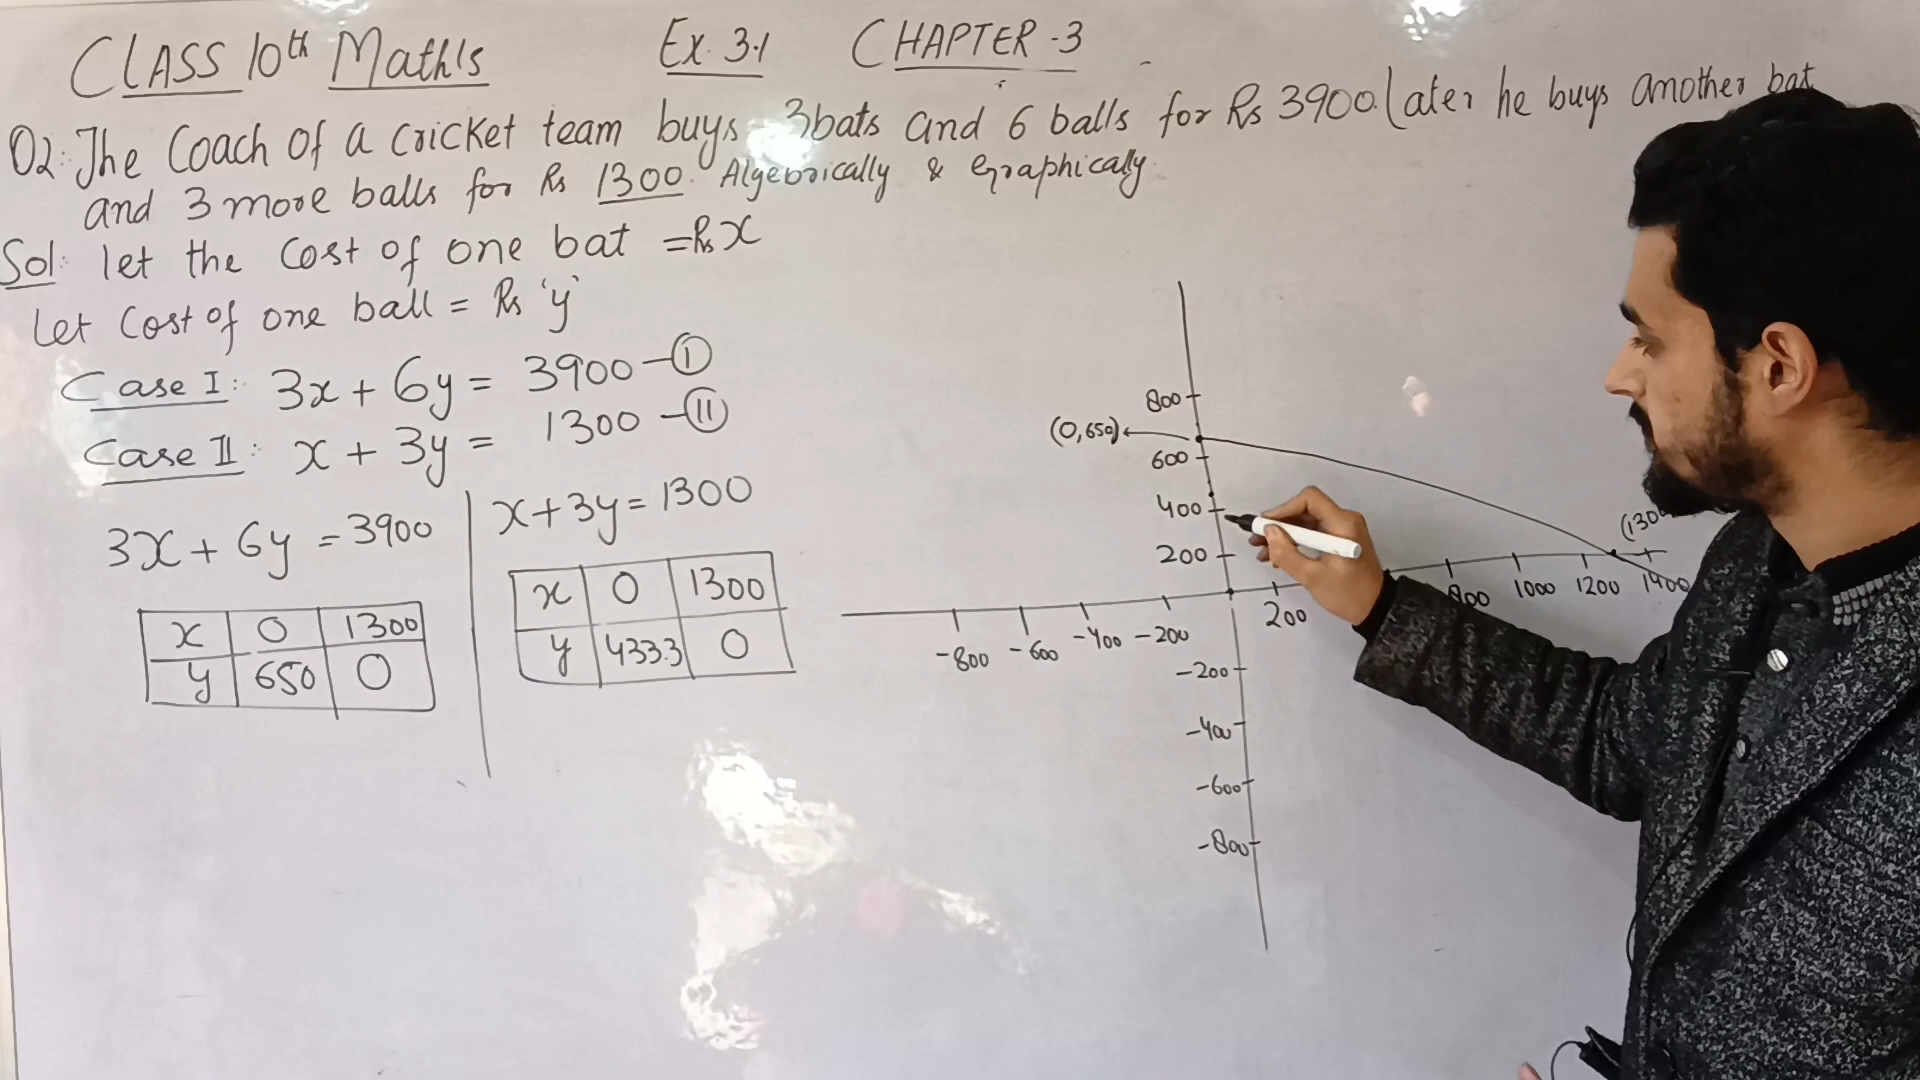 CLASS 10th Math's Ex. 3.1 CHAPTER-3
Q2: The Coach of a cricket team buys 3bats and 6 balls for Rs 3900. Later he buys another bat
and 3 more balls for Rs 1300. Algebrically & Graphically.
Sol: let the cost of one bat = Rs x
Let cost of one ball = Rs 'y'
Case I: 3x + 6y = 3900 - I
Case II: x + 3y = 1300 - II
3x + 6y = 3900
x 0 1300
y 650 0
x + 3y = 1300
x 0 1300
y 433.3 0
800
(0,650)
600
400
200
-800 -600 -400 -200 200 800 1000 1200 1400
-200
-400
-600
-800